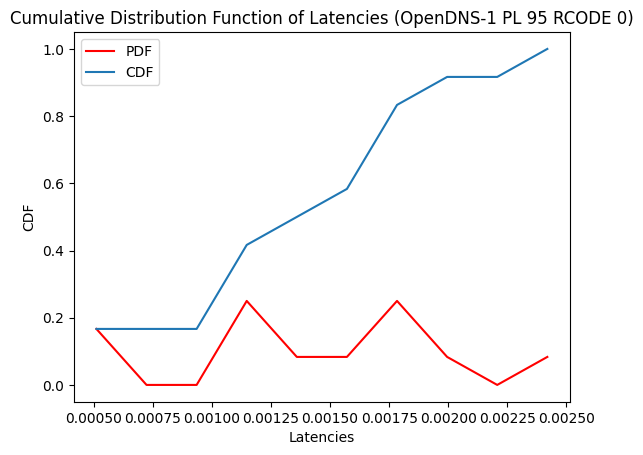 Cumulative Distribution Function of Latencies (OpenDNS-1 PL 95 RCODE 0)
PDF
CDF
1.0
0.8
0.6
0.4
0.2
0.0
CDF
0.00050 0.00075 0.00100 0.00125 0.00150 0.00175 0.00200 0.00225 0.00250
Latencies